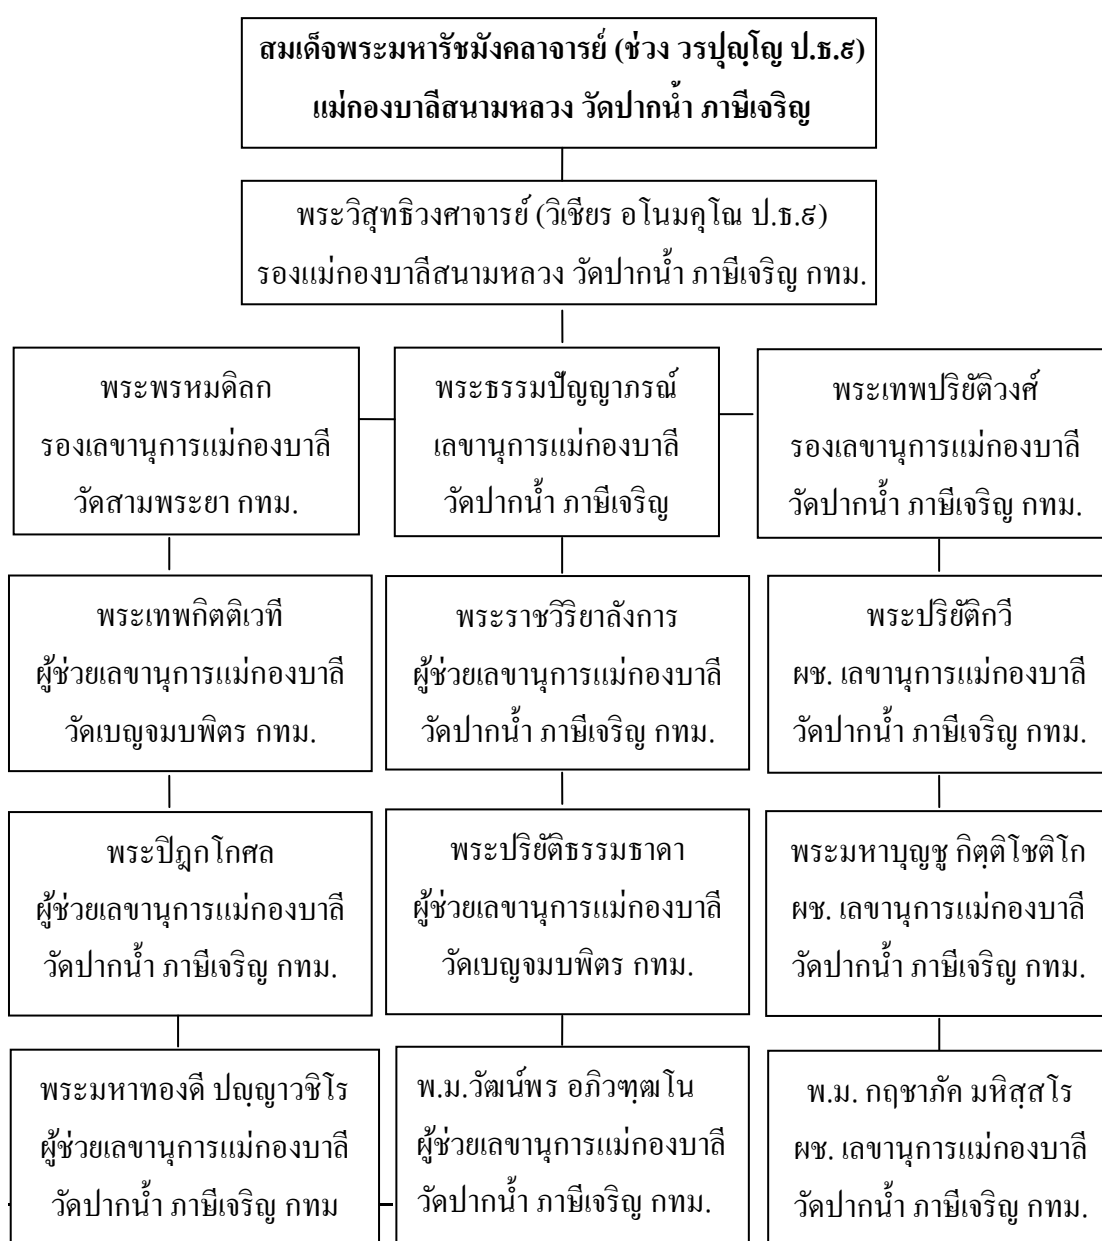 สมเด็จพระมหารัชมังคลาจารย์ (ช่วง วรปุญฺโญ ป.ธ.๙)
แม่กองบาลีสนามหลวง วัดปากน้ำ ภาษีเจริญ
พระวิสุทธิวงศาจารย์ (วิเชียร อโนมคุโณ ป.ธ.๙)
รองแม่กองบาลีสนามหลวง วัดปากน้ำ ภาษีเจริญ กทม.
พระพรหมดิลก
รองเลขานุการแม่กองบาลี
วัดสามพระยา กทม.
พระธรรมปัญญาภรณ์
เลขานุการแม่กองบาลี
วัดปากน้ำ ภาษีเจริญ
พระเทพปริยัติวงศ์
รองเลขานุการแม่กองบาลี
วัดปากน้ำ ภาษีเจริญ กทม.
พระเทพกิตติเวที
ผู้ช่วยเลขานุการแม่กองบาลี
วัดเบญจมบพิตร กทม.
พระราชวิริยาลังการ
ผู้ช่วยเลขานุการแม่กองบาลี
วัดปากน้ำ ภาษีเจริญ กทม.
พระปริยัติกวี
ผช. เลขานุการแม่กองบาลี
วัดปากน้ำ ภาษีเจริญ กทม.
พระปิฎกโกศล
ผู้ช่วยเลขานุการแม่กองบาลี
วัดปากน้ำ ภาษีเจริญ กทม.
พระปริยัติธรรมธาดา
ผู้ช่วยเลขานุการแม่กองบาลี
วัดเบญจมบพิตร กทม.
พระมหาบุญชู กิตฺติโชติโก
ผช. เลขานุการแม่กองบาลี
วัดปากน้ำ ภาษีเจริญ กทม.
พระมหาทองดี ปญฺญาวชิโร
ผู้ช่วยเลขานุการแม่กองบาลี
วัดปากน้ำ ภาษีเจริญ กทม
พ.ม.วัฒน์พร อภิวฑฺฒโน
ผู้ช่วยเลขานุการแม่กองบาลี
วัดปากน้ำ ภาษีเจริญ กทม.
พ.ม. กฤชาภัค มหิสฺสโร
ผช. เลขานุการแม่กองบาลี
วัดปากน้ำ ภาษีเจริญ กทม.